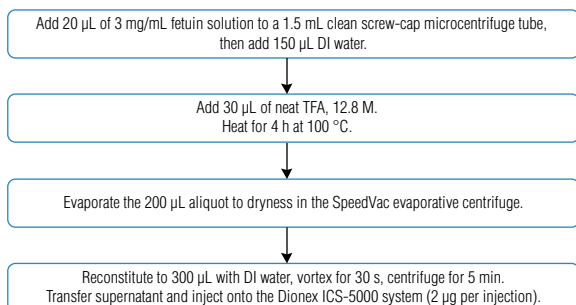 Add 20 µL of 3 mg/mL fetuin solution to a 1.5 mL clean screw-cap microcentrifuge tube,
then add 150 µL DI water.
Add 30 µL of neat TFA, 12.8 M.
Heat for 4 h at 100 °C.
Evaporate the 200 µL aliquot to dryness in the SpeedVac evaporative centrifuge.
Reconstitute to 300 µL with DI water, vortex for 30 s, centrifuge for 5 min.
Transfer supernatant and inject onto the Dionex ICS-5000 system (2 µg per injection).